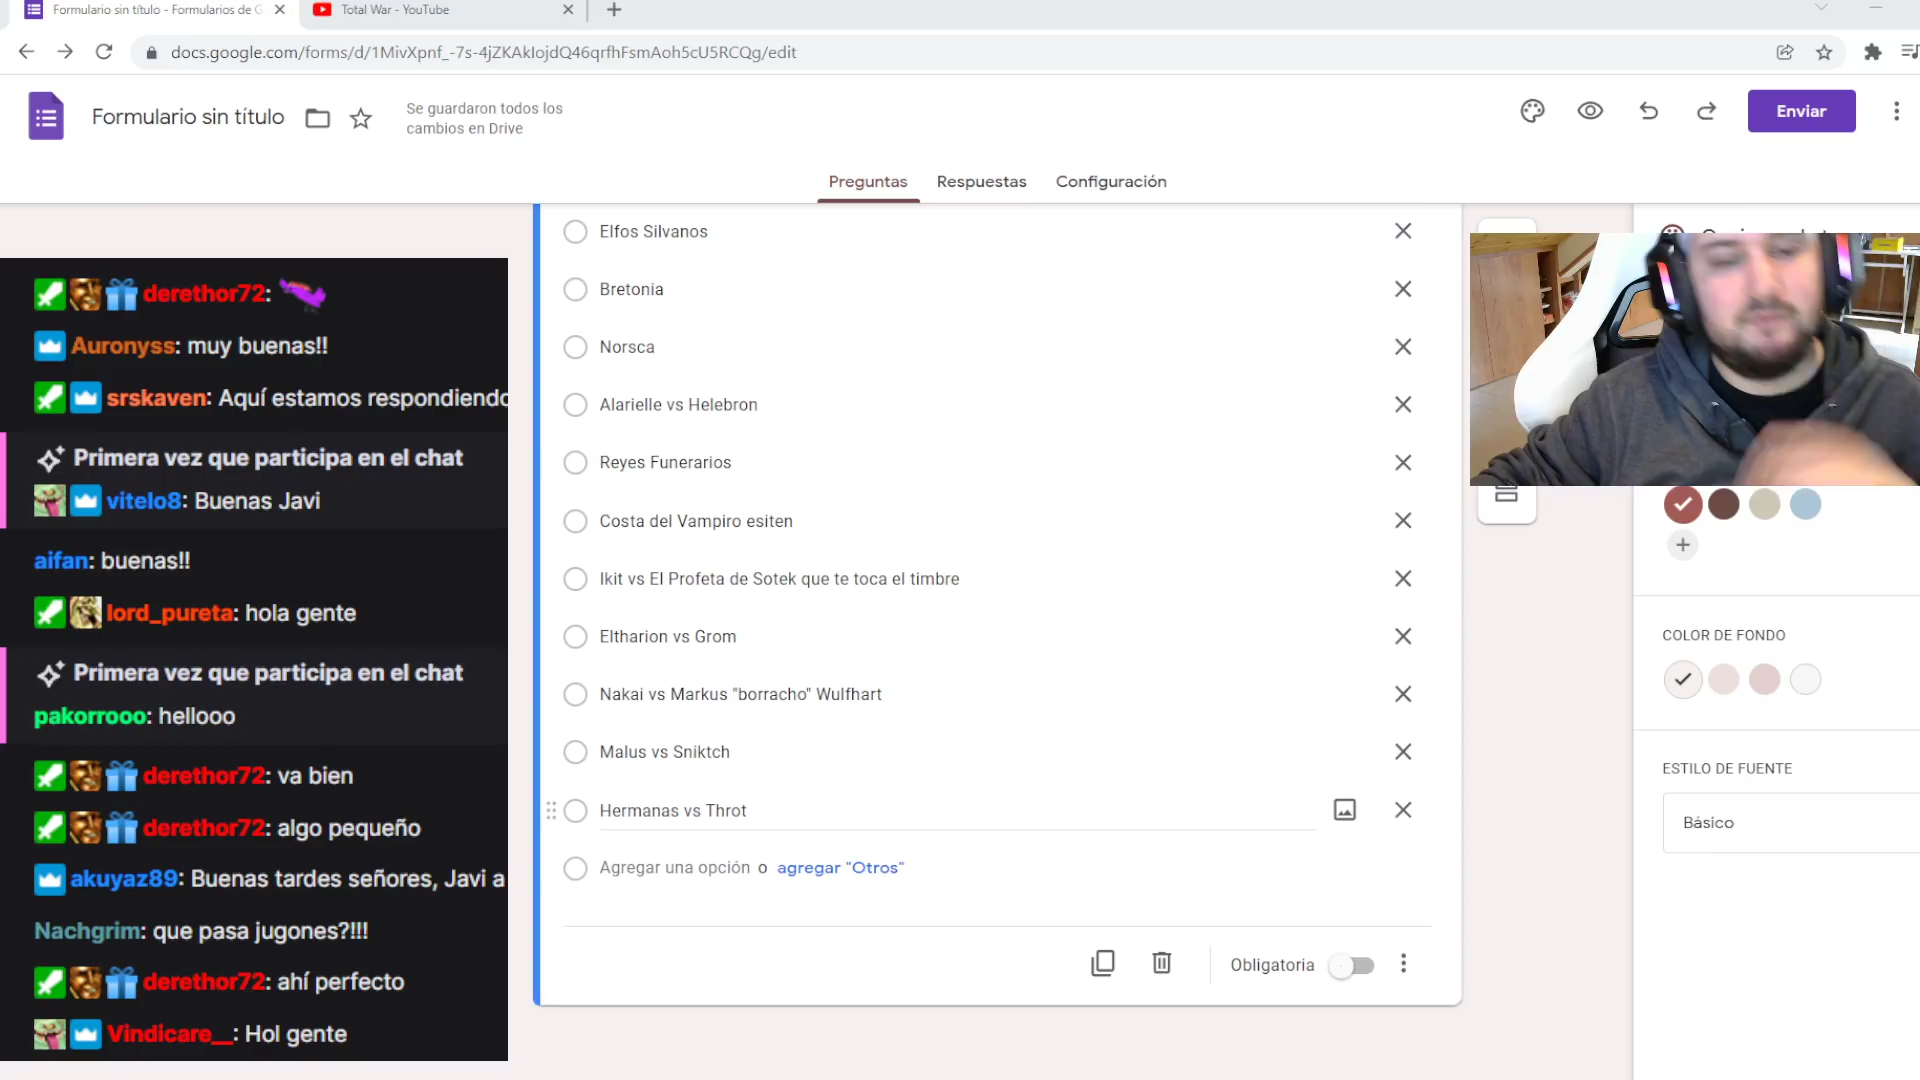 Formulario sin título - Formularios de G
Total War - YouTube
docs.google.com/forms/d/1MivXpnf_-7s-4jZKAkIojdQ46qrfhFsmAoh5cU5RCQg/edit
Formulario sin título
Se guardaron todos los
cambios en Drive
Enviar
Preguntas
Respuestas
Configuración
derethor72:
Auronyss: muy buenas!!
srskaven: Aquí estamos respondiendo
Primera vez que participa en el chat
vitelo8: Buenas Javi
aifan: buenas!!
lord_pureta: hola gente
Primera vez que participa en el chat
pakorrooo: hellooo
derethor72: va bien
derethor72: algo pequeño
akuyaz89: Buenas tardes señores, Javi a
Nachgrim: que pasa jugones?!!!
derethor72: ahí perfecto
Vindicare__: Hol gente
Elfos Silvanos
Bretonia
Norsca
Alarielle vs Helebron
Reyes Funerarios
Costa del Vampiro esiten
Ikit vs El Profeta de Sotek que te toca el timbre
Eltharion vs Grom
Nakai vs Markus "borracho" Wulfhart
Malus vs Sniktch
Hermanas vs Throt
Agregar una opción o agregar "Otros"
Obligatoria
COLOR DE FONDO
ESTILO DE FUENTE
Básico